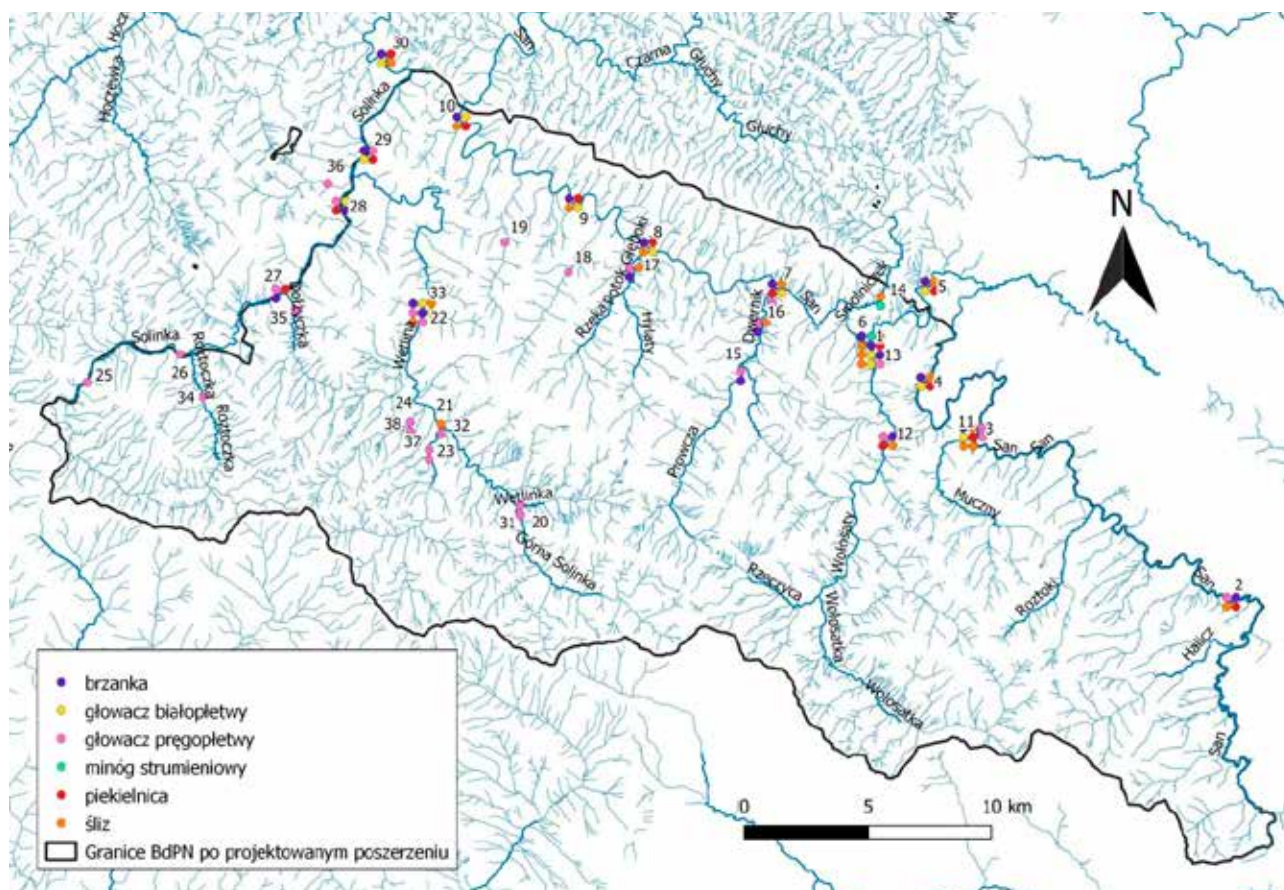 30
San
Czarna
Głuchy
Hoczewka
Solinka
10
Głuchy
29
36
28
9
19
8
18
17
Rzeka
potok Głęboki
Hylaty
27
35
33
22
Wetlina
7
16
San
Dwernik
Smolniczek
14
5
6
1
13
15
4
Solinka
25
26
Roztoczka
34
Roztoczka
24
21
38
32
37
23
12
11
3
San
San
Prowcza
Muczny
Wetlinka
31
20
Górna Solinka
Wołosaty
Rzeczyca
Wołosatka
Wołosatka
Roztoki
San
2
Halicz
San
N
0
5
10 km
brzanka
głowacz białopłetwy
głowacz pręgopłetwy
minóg strumieniowy
piekielnica
śliz
Granice BdPN po projektowanym poszerzeniu